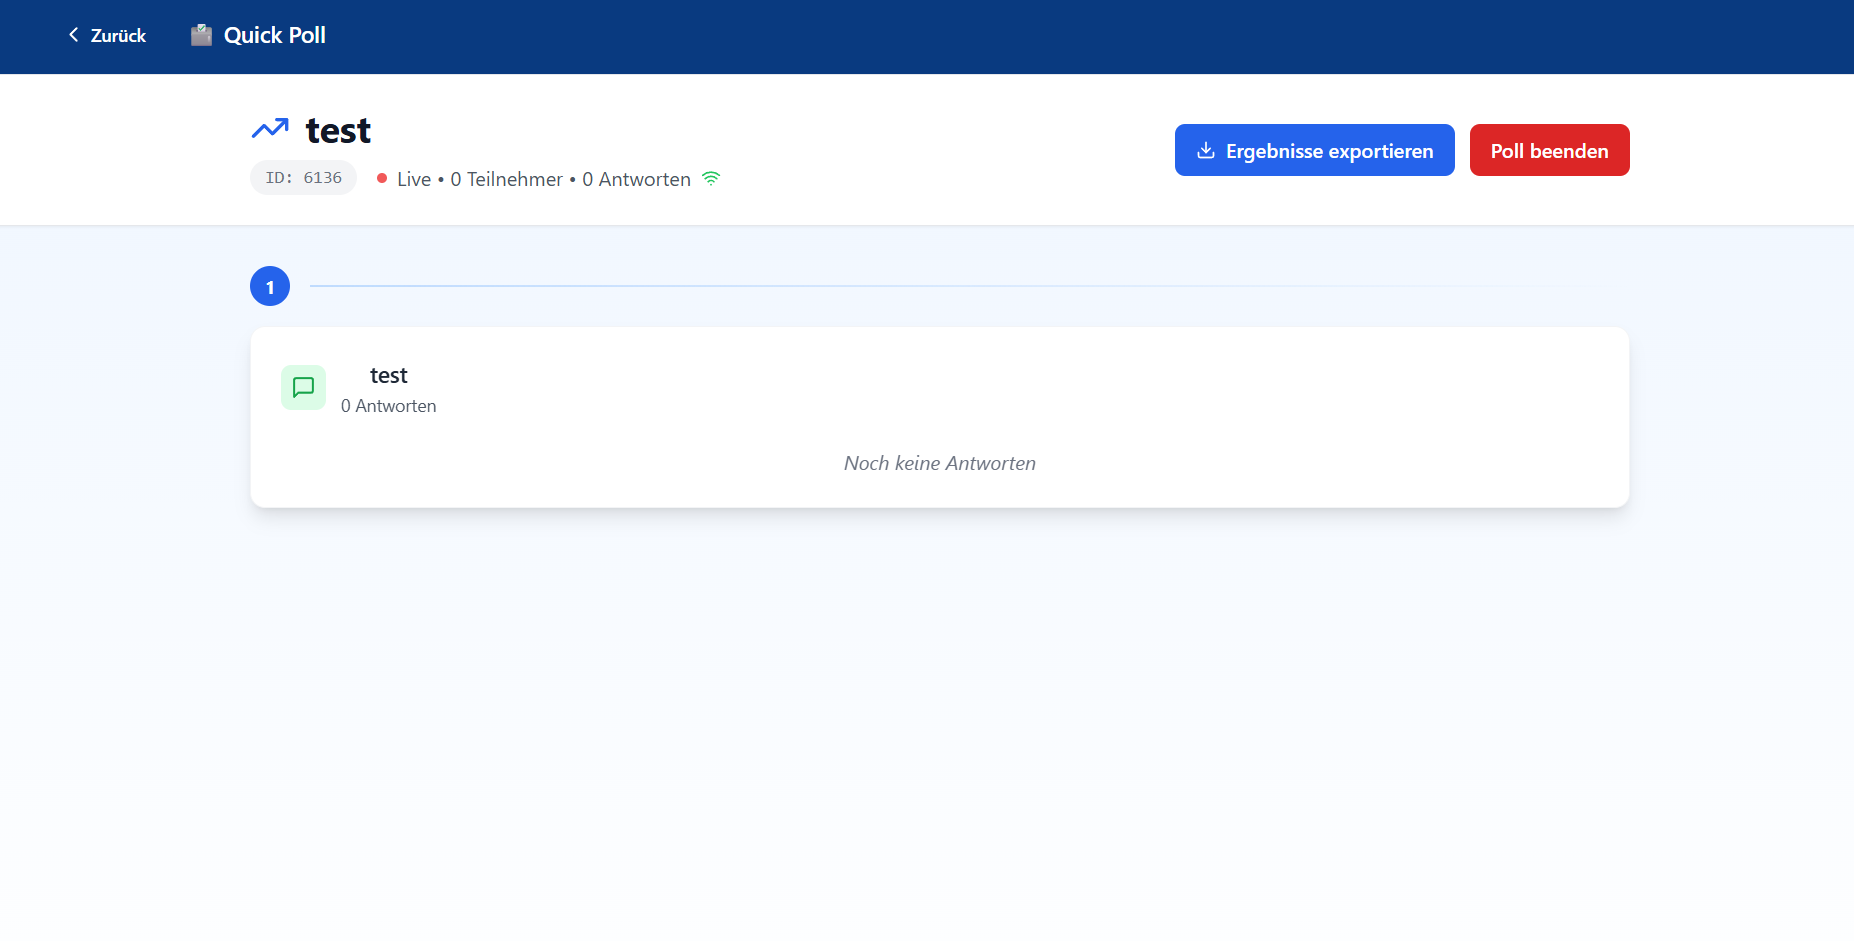 Zurück Quick Poll
test
Ergebnisse exportieren Poll beenden
ID: 6136 Live • 0 Teilnehmer • 0 Antworten
1
test
0 Antworten
Noch keine Antworten